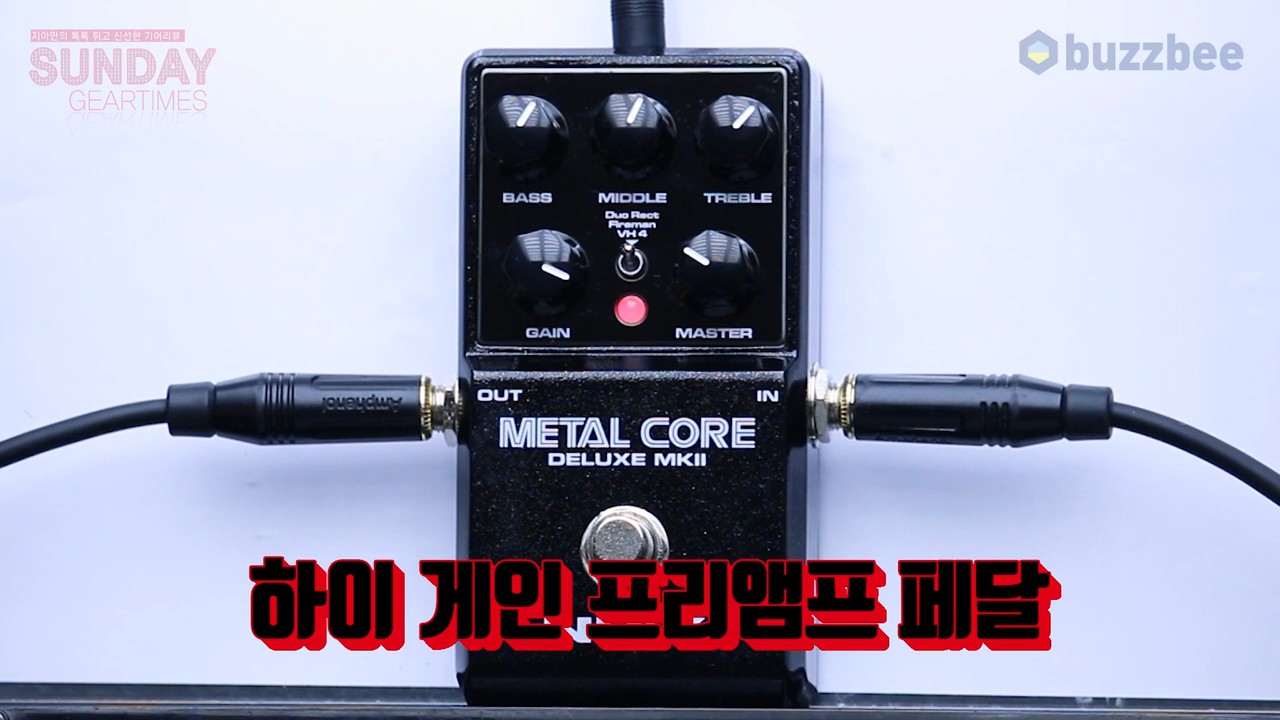 지아만의 톡톡 튀고 신선한 기어리뷰
SUNDAY
GEARTIMES
buzzbee
BASS
MIDDLE
TREBLE
Duo Rect
Fireman
VH 4
GAIN
MASTER
OUT
IN
Amphenol
METAL CORE
DELUXE MKII
하이 게인 프리앰프 페달